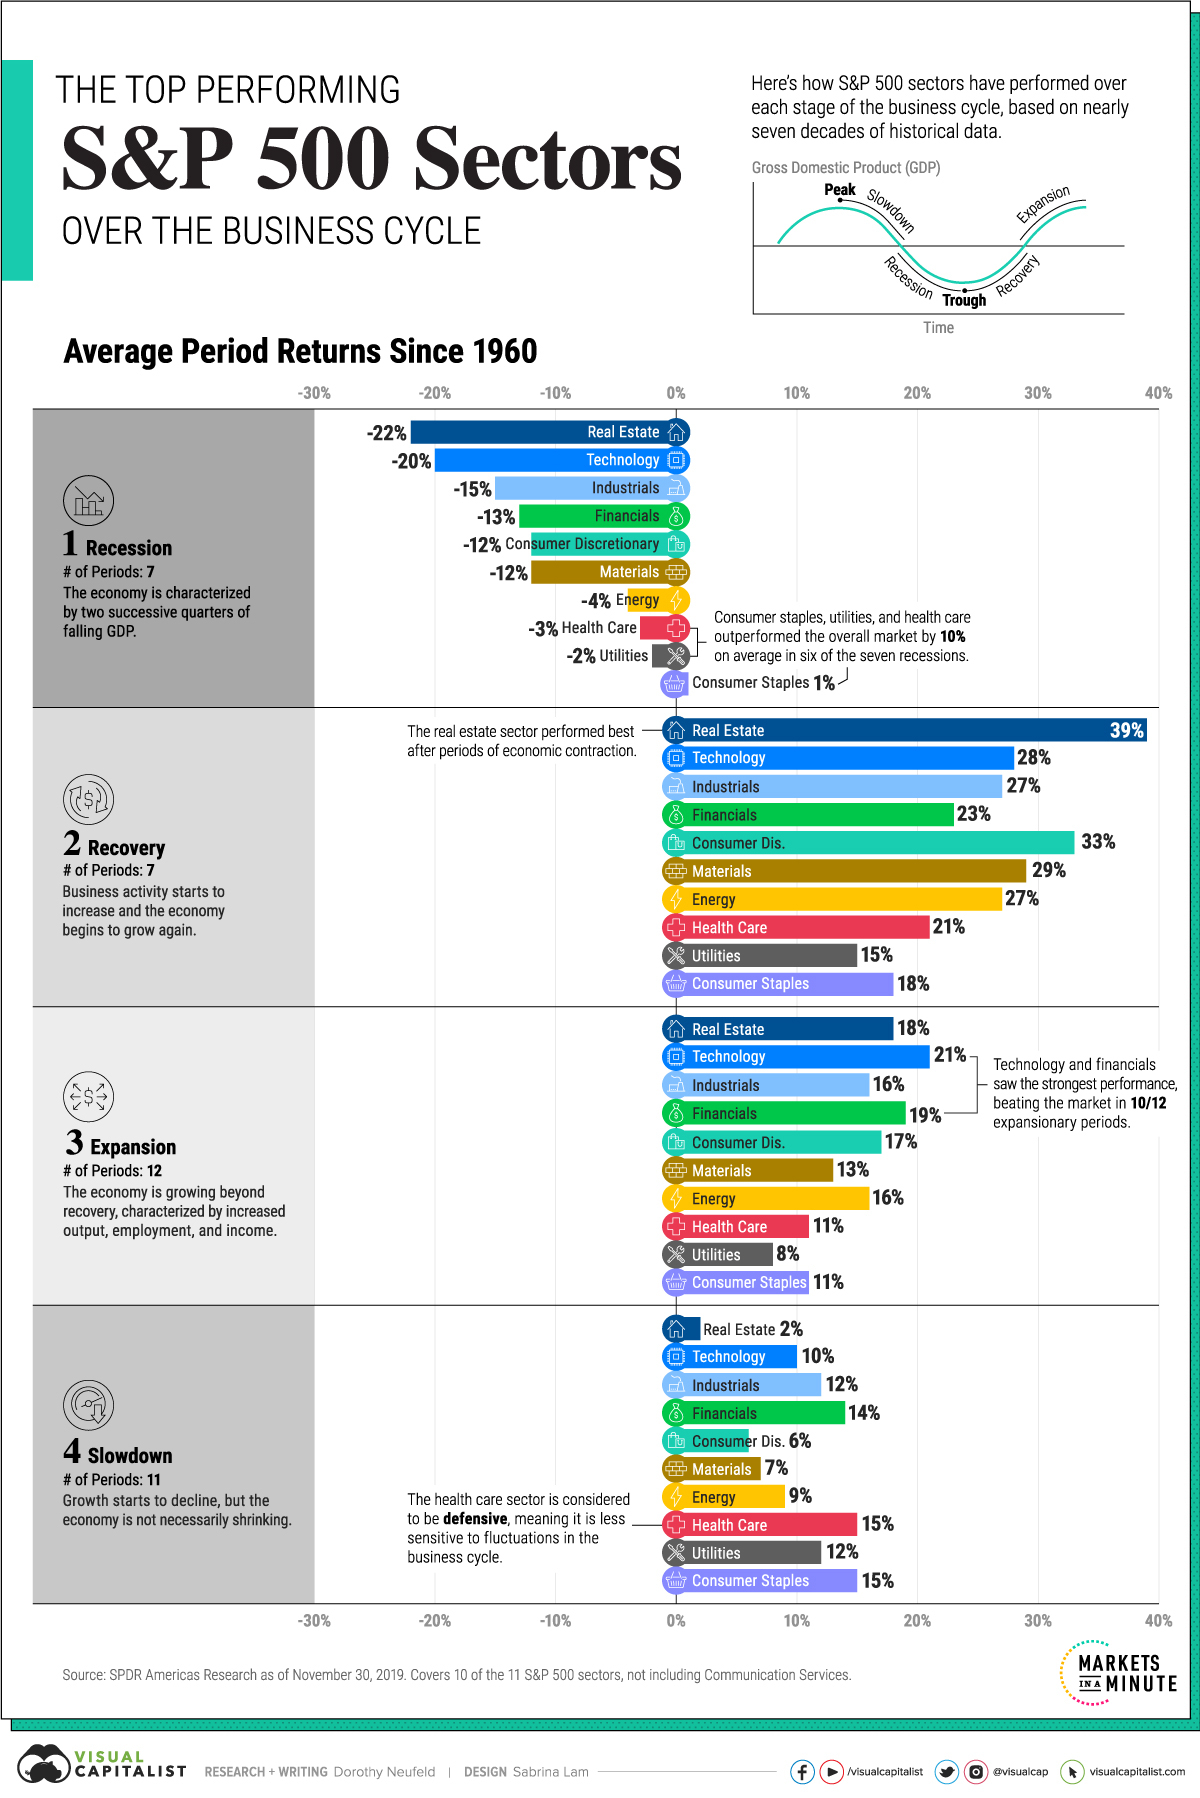 THE TOP PERFORMING
S&P 500 Sectors
OVER THE BUSINESS CYCLE
Here's how S&P 500 sectors have performed over
each stage of the business cycle, based on nearly
seven decades of historical data.
Gross Domestic Product (GDP)
Peak
Slowdown
Expansion
Recession
Trough
Recovery
Time
Average Period Returns Since 1960
-30% -20% -10% 0% 10% 20% 30% 40%
1 Recession
# of Periods: 7
The economy is characterized
by two successive quarters of
falling GDP.
-22% Real Estate
-20% Technology
-15% Industrials
-13% Financials
-12% Consumer Discretionary
-12% Materials
-4% Energy
-3% Health Care
-2% Utilities
Consumer Staples 1%
Consumer staples, utilities, and health care
outperformed the overall market by 10%
on average in six of the seven recessions.
2 Recovery
# of Periods: 7
Business activity starts to
increase and the economy
begins to grow again.
The real estate sector performed best
after periods of economic contraction.
Real Estate 39%
Technology 28%
Industrials 27%
Financials 23%
Consumer Dis. 33%
Materials 29%
Energy 27%
Health Care 21%
Utilities 15%
Consumer Staples 18%
3 Expansion
# of Periods: 12
The economy is growing beyond
recovery, characterized by increased
output, employment, and income.
Real Estate 18%
Technology 21%
Industrials 16%
Financials 19%
Consumer Dis. 17%
Materials 13%
Energy 16%
Health Care 11%
Utilities 8%
Consumer Staples 11%
Technology and financials
saw the strongest performance,
beating the market in 10/12
expansionary periods.
4 Slowdown
# of Periods: 11
Growth starts to decline, but the
economy is not necessarily shrinking.
Real Estate 2%
Technology 10%
Industrials 12%
Financials 14%
Consumer Dis. 6%
Materials 7%
Energy 9%
Health Care 15%
Utilities 12%
Consumer Staples 15%
The health care sector is considered
to be defensive, meaning it is less
sensitive to fluctuations in the
business cycle.
-30% -20% -10% 0% 10% 20% 30% 40%
Source: SPDR Americas Research as of November 30, 2019. Covers 10 of the 11 S&P 500 sectors, not including Communication Services.
MARKETS
IN A MINUTE
VISUAL
CAPITALIST
RESEARCH + WRITING Dorothy Neufeld | DESIGN Sabrina Lam
/visualcapitalist @visualcap visualcapitalist.com